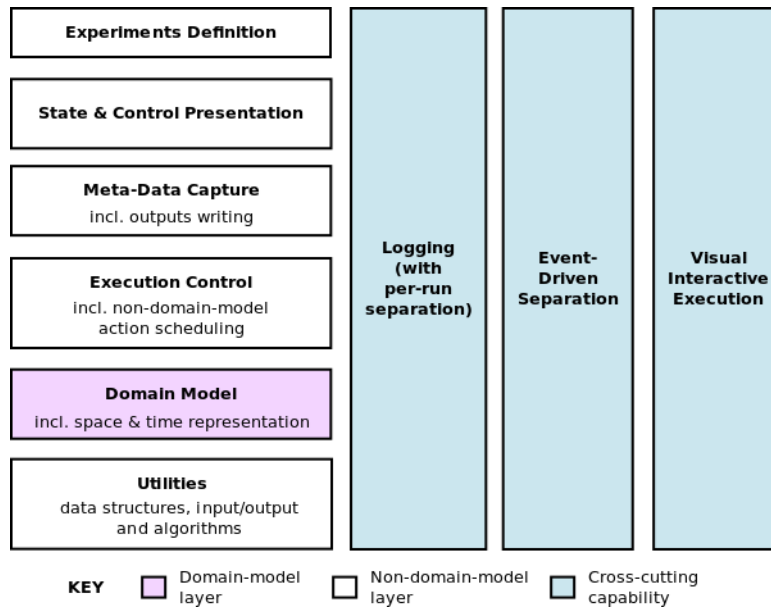 Experiments Definition
State & Control Presentation
Meta-Data Capture
incl. outputs writing
Execution Control
incl. non-domain-model
action scheduling
Domain Model
incl. space & time representation
Utilities
data structures, input/output
and algorithms
Logging
(with
per-run
separation)
Event-
Driven
Separation
Visual
Interactive
Execution
KEY
Domain-model
layer
Non-domain-model
layer
Cross-cutting
capability